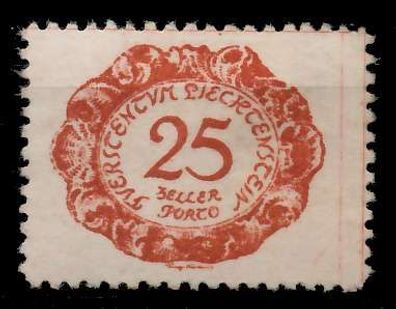 FVERSTENTVM LIECHTENSTEIN
25
HELLER
PORTO